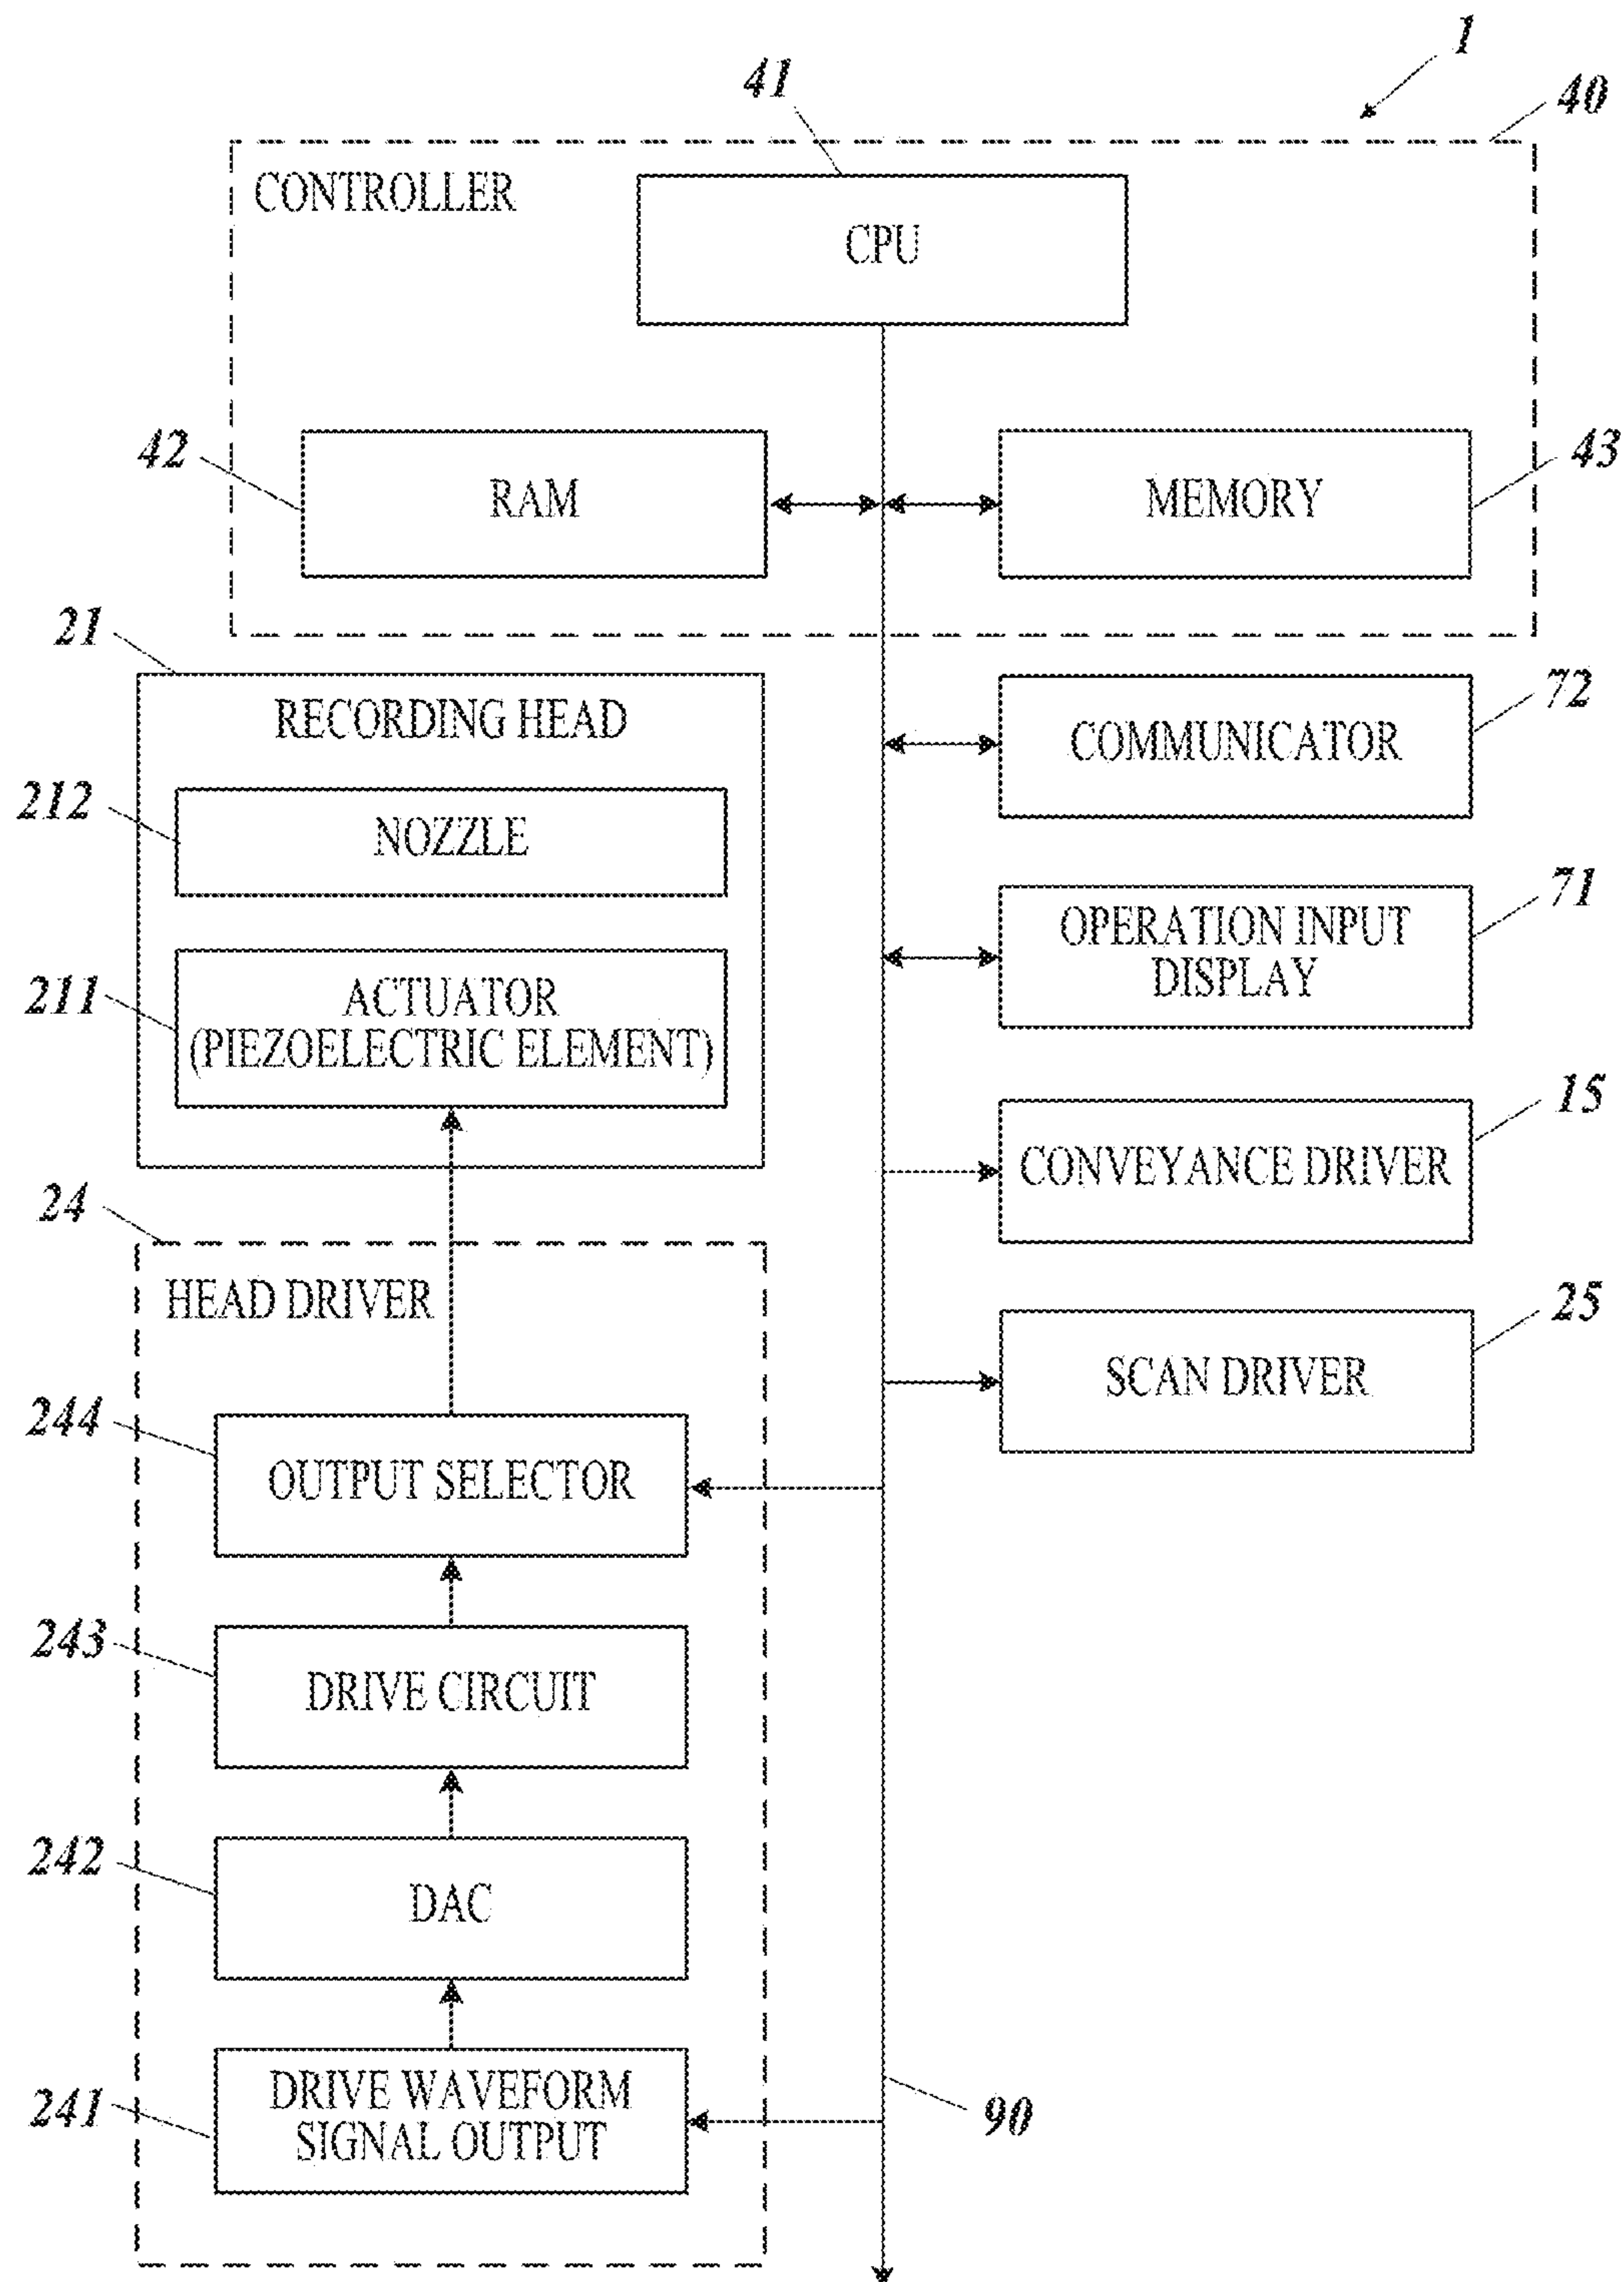 1
41
40
CONTROLLER
CPU
42
RAM
MEMORY
43
21
RECORDING HEAD
72
COMMUNICATOR
212
NOZZLE
71
OPERATION INPUT
DISPLAY
211
ACTUATOR
(PIEZOELECTRIC ELEMENT)
15
CONVEYANCE DRIVER
24
HEAD DRIVER
25
SCAN DRIVER
244
OUTPUT SELECTOR
243
DRIVE CIRCUIT
242
DAC
241
DRIVE WAVEFORM
SIGNAL OUTPUT
90